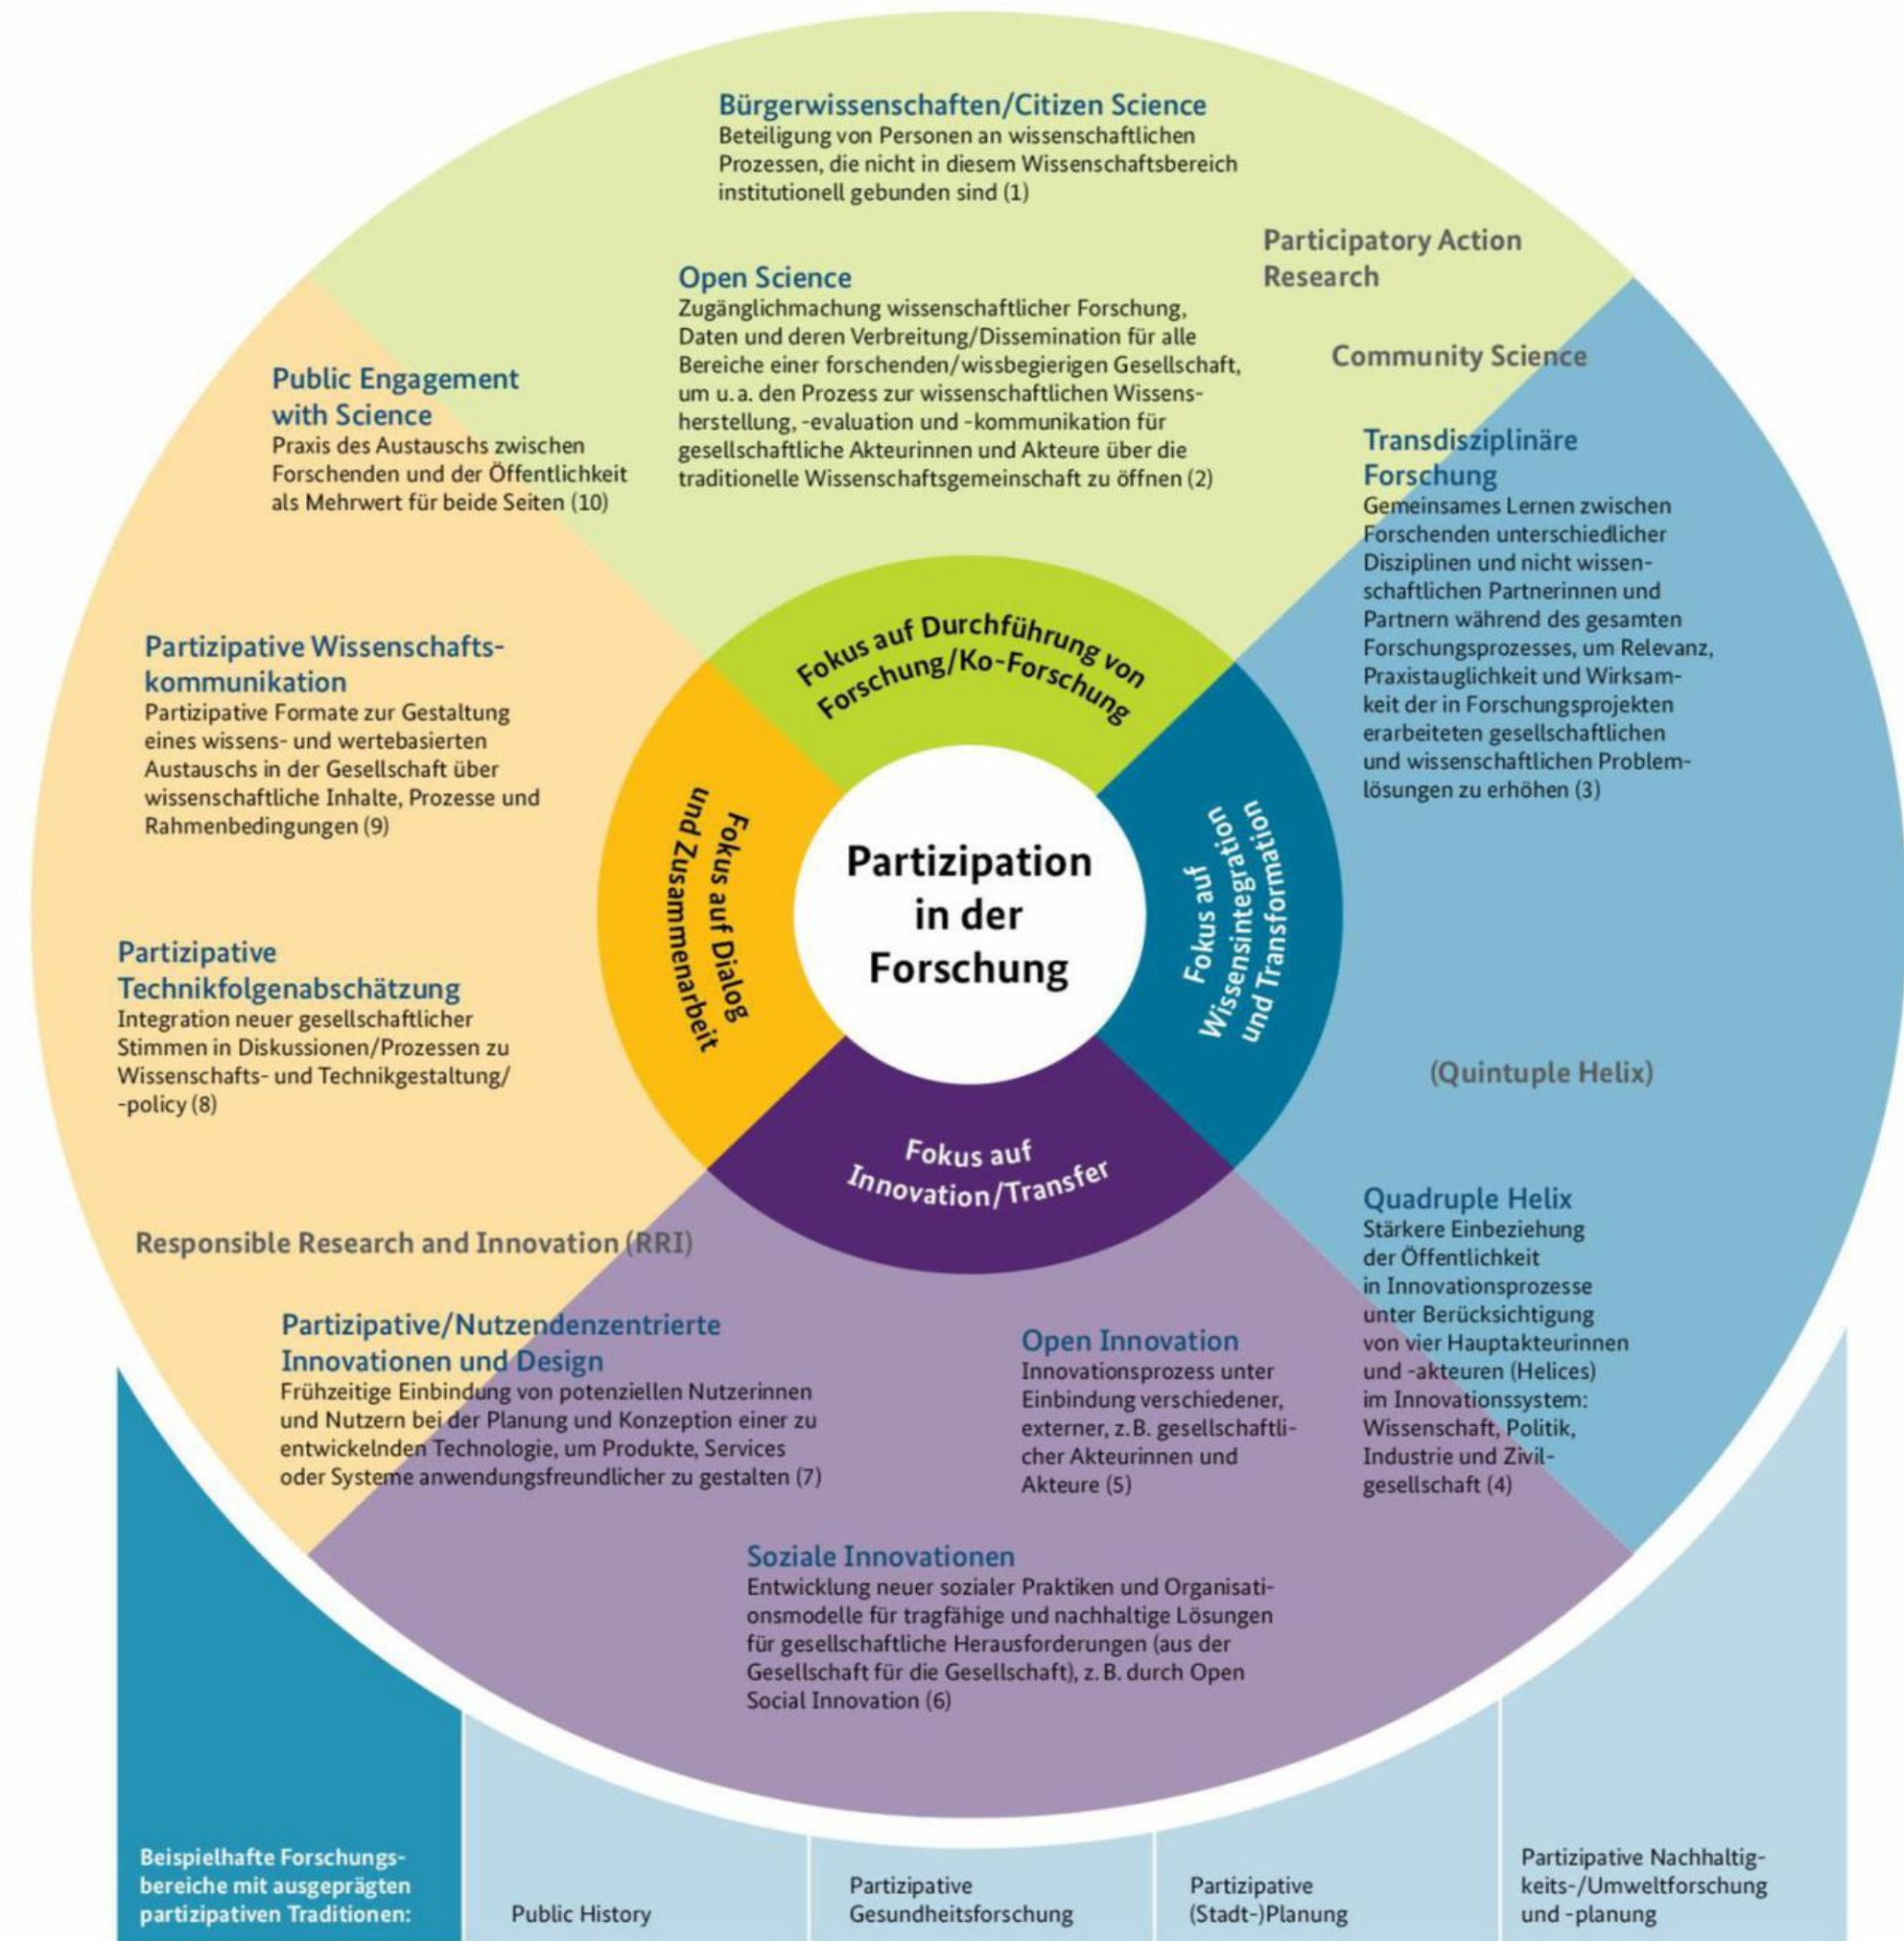 Bürgerwissenschaften/Citizen Science
Beteiligung von Personen an wissenschaftlichen
Prozessen, die nicht in diesem Wissenschaftsbereich
institutionell gebunden sind (1)
Participatory Action
Research
Open Science
Zugänglichmachung wissenschaftlicher Forschung,
Daten und deren Verbreitung/Dissemination für alle
Bereiche einer forschenden/wissbegierigen Gesellschaft,
um u. a. den Prozess zur wissenschaftlichen Wissens-
herstellung, -evaluation und -kommunikation für
gesellschaftliche Akteurinnen und Akteure über die
traditionelle Wissenschaftsgemeinschaft zu öffnen (2)
Community Science
Transdisziplinäre
Forschung
Gemeinsames Lernen zwischen
Forschenden unterschiedlicher
Disziplinen und nicht wissen-
schaftlichen Partnerinnen und
Partnern während des gesamten
Forschungsprozesses, um Relevanz,
Praxistauglichkeit und Wirksam-
keit der in Forschungsprojekten
erarbeiteten gesellschaftlichen
und wissenschaftlichen Problem-
lösungen zu erhöhen (3)
Public Engagement
with Science
Praxis des Austauschs zwischen
Forschenden und der Öffentlichkeit
als Mehrwert für beide Seiten (10)
Partizipative Wissenschafts-
kommunikation
Partizipative Formate zur Gestaltung
eines wissens- und wertebasierten
Austauschs in der Gesellschaft über
wissenschaftliche Inhalte, Prozesse und
Rahmenbedingungen (9)
Fokus auf Durchführung von
Forschung/Ko-Forschung
Fokus auf Dialog
und Zusammenarbeit
Partizipation
in der
Forschung
Fokus auf
Wissensintegration
und Transformation
Fokus auf
Innovation/Transfer
Partizipative
Technikfolgenabschätzung
Integration neuer gesellschaftlicher
Stimmen in Diskussionen/Prozessen zu
Wissenschafts- und Technikgestaltung/
-policy (8)
(Quintuple Helix)
Quadruple Helix
Stärkere Einbeziehung
der Öffentlichkeit
in Innovationsprozesse
unter Berücksichtigung
von vier Hauptakteurinnen
und -akteuren (Helices)
im Innovationssystem:
Wissenschaft, Politik,
Industrie und Zivil-
gesellschaft (4)
Responsible Research and Innovation (RRI)
Partizipative/Nutzendenzentrierte
Innovationen und Design
Frühzeitige Einbindung von potenziellen Nutzerinnen
und Nutzern bei der Planung und Konzeption einer zu
entwickelnden Technologie, um Produkte, Services
oder Systeme anwendungsfreundlicher zu gestalten (7)
Open Innovation
Innovationsprozess unter
Einbindung verschiedener,
externer, z. B. gesellschaftli-
cher Akteurinnen und
Akteure (5)
Soziale Innovationen
Entwicklung neuer sozialer Praktiken und Organisati-
onsmodelle für tragfähige und nachhaltige Lösungen
für gesellschaftliche Herausforderungen (aus der
Gesellschaft für die Gesellschaft), z. B. durch Open
Social Innovation (6)
Beispielhafte Forschungs-
bereiche mit ausgeprägten
partizipativen Traditionen:
Public History
Partizipative
Gesundheitsforschung
Partizipative
(Stadt-)Planung
Partizipative Nachhaltig-
keits-/Umweltforschung
und -planung